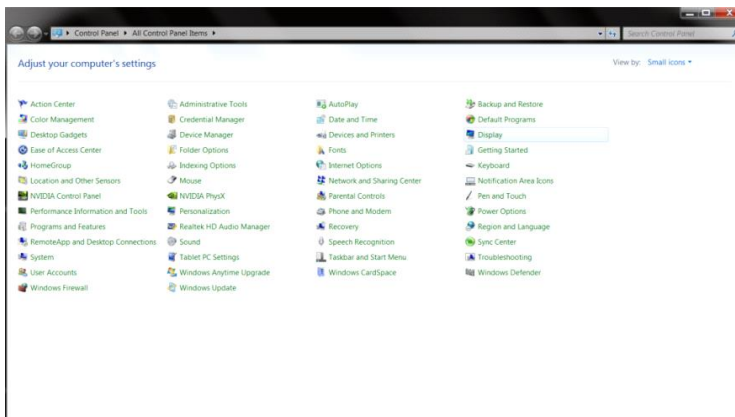 Control Panel ▸ All Control Panel Items ▸
Search Control Panel
Adjust your computer's settings
View by: Small icons
Action Center
Administrative Tools
AutoPlay
Backup and Restore
Color Management
Credential Manager
Date and Time
Default Programs
Desktop Gadgets
Device Manager
Devices and Printers
Display
Ease of Access Center
Folder Options
Fonts
Getting Started
HomeGroup
Indexing Options
Internet Options
Keyboard
Location and Other Sensors
Mouse
Network and Sharing Center
Notification Area Icons
NVIDIA Control Panel
NVIDIA PhysX
Parental Controls
Pen and Touch
Performance Information and Tools
Personalization
Phone and Modem
Power Options
Programs and Features
Realtek HD Audio Manager
Recovery
Region and Language
RemoteApp and Desktop Connections
Sound
Speech Recognition
Sync Center
System
Tablet PC Settings
Taskbar and Start Menu
Troubleshooting
User Accounts
Windows Anytime Upgrade
Windows CardSpace
Windows Defender
Windows Firewall
Windows Update